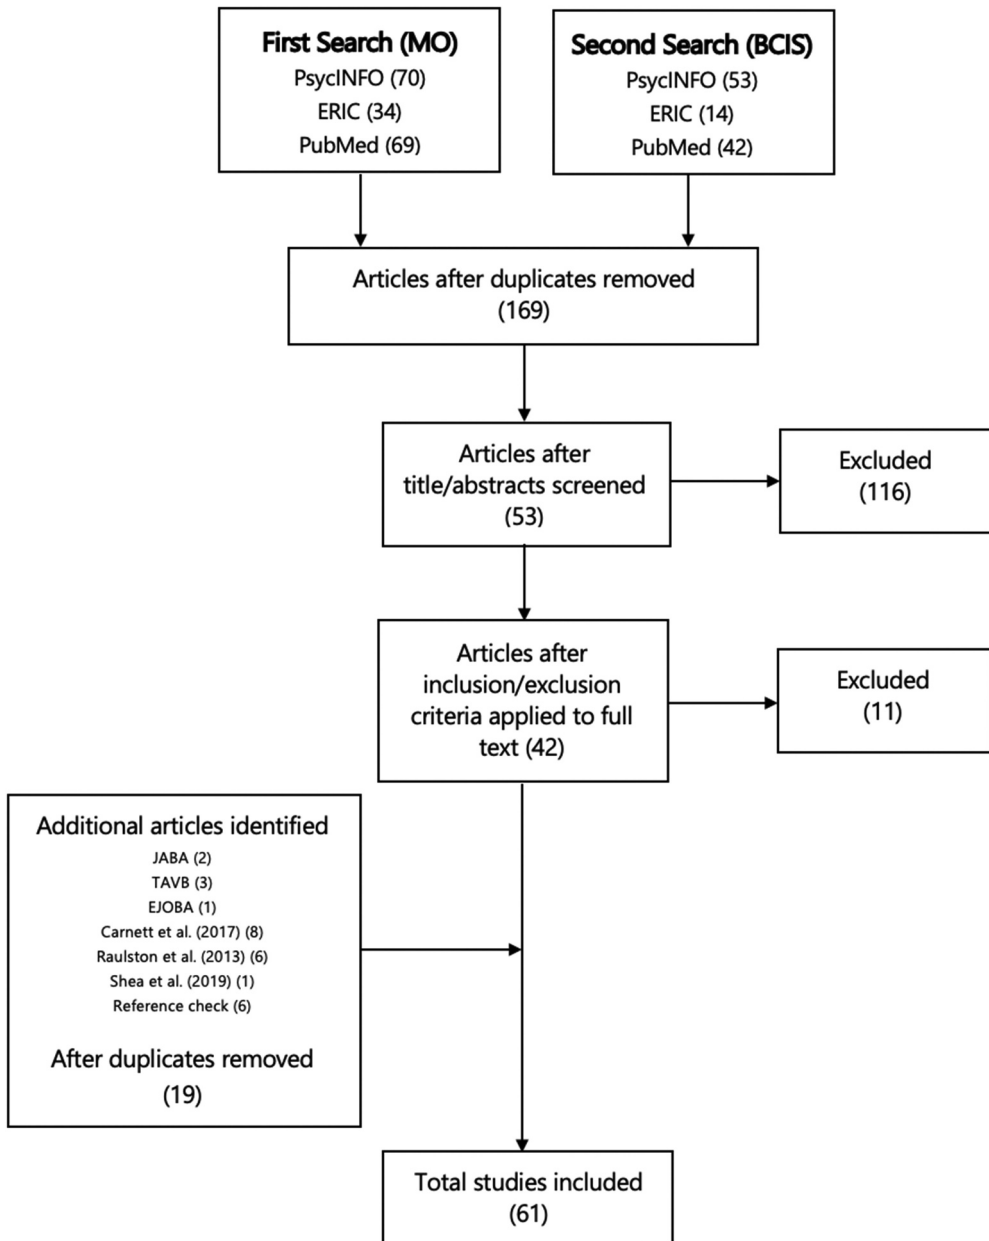 First Search (MO)
PsycINFO (70)
ERIC (34)
PubMed (69)
Second Search (BCIS)
PsycINFO (53)
ERIC (14)
PubMed (42)
Articles after duplicates removed
(169)
Articles after
title/abstracts screened
(53)
Excluded
(116)
Articles after
inclusion/exclusion
criteria applied to full
text (42)
Excluded
(11)
Additional articles identified
JABA (2)
TAVB (3)
EJOBA (1)
Carnett et al. (2017) (8)
Raulston et al. (2013) (6)
Shea et al. (2019) (1)
Reference check (6)
After duplicates removed
(19)
Total studies included
(61)